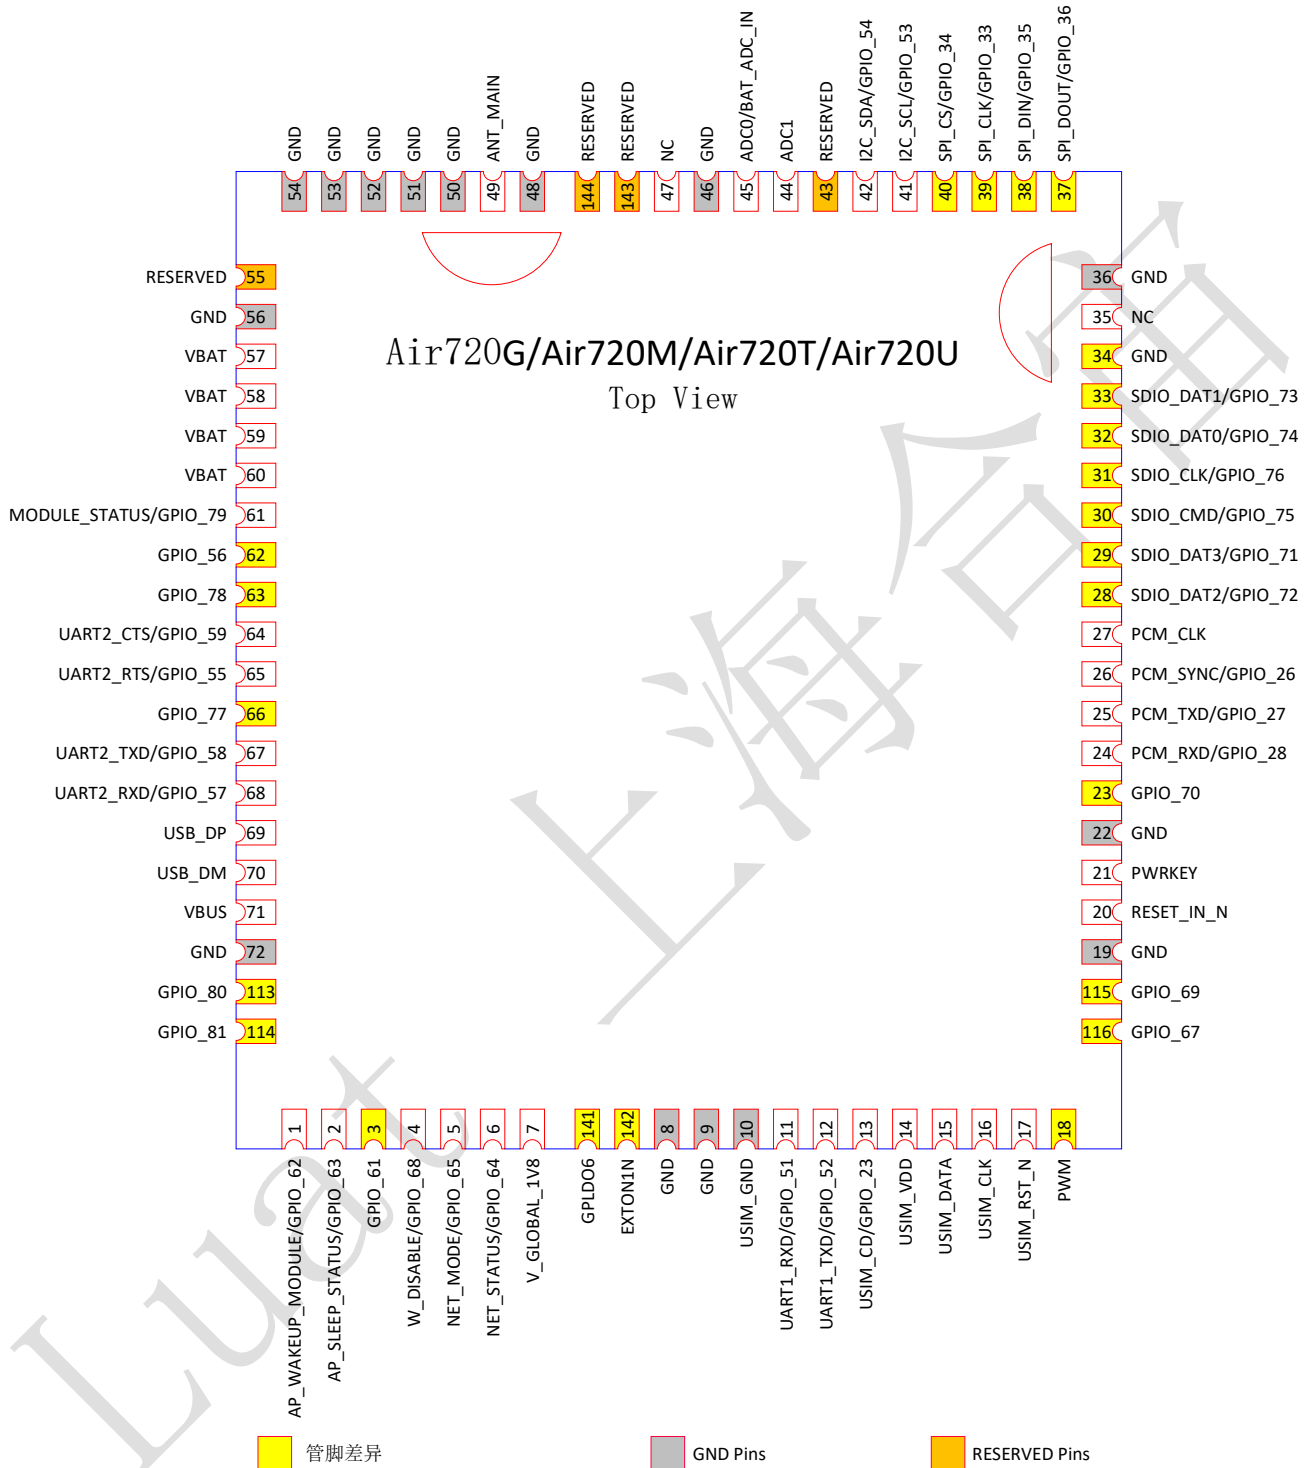 GND
GND
GND
GND
GND
ANT_MAIN
GND
RESERVED
RESERVED
NC
GND
ADC0/BAT_ADC_IN
ADC1
RESERVED
I2C_SDA/GPIO_54
I2C_SCL/GPIO_53
SPI_CS/GPIO_34
SPI_CLK/GPIO_33
SPI_DIN/GPIO_35
SPI_DOUT/GPIO_36
54
53
52
51
50
49
48
144
143
47
46
45
44
43
42
41
40
39
38
37
RESERVED 55
GND 56
VBAT 57
VBAT 58
VBAT 59
VBAT 60
MODULE_STATUS/GPIO_79 61
GPIO_56 62
GPIO_78 63
UART2_CTS/GPIO_59 64
UART2_RTS/GPIO_55 65
GPIO_77 66
UART2_TXD/GPIO_58 67
UART2_RXD/GPIO_57 68
USB_DP 69
USB_DM 70
VBUS 71
GND 72
GPIO_80 113
GPIO_81 114
Air720G/Air720M/Air720T/Air720U
Top View
36 GND
35 NC
34 GND
33 SDIO_DAT1/GPIO_73
32 SDIO_DAT0/GPIO_74
31 SDIO_CLK/GPIO_76
30 SDIO_CMD/GPIO_75
29 SDIO_DAT3/GPIO_71
28 SDIO_DAT2/GPIO_72
27 PCM_CLK
26 PCM_SYNC/GPIO_26
25 PCM_TXD/GPIO_27
24 PCM_RXD/GPIO_28
23 GPIO_70
22 GND
21 PWRKEY
20 RESET_IN_N
19 GND
115 GPIO_69
116 GPIO_67
1
2
3
4
5
6
7
141
142
8
9
10
11
12
13
14
15
16
17
18
AP_WAKEUP_MODULE/GPIO_62
AP_SLEEP_STATUS/GPIO_63
GPIO_61
W_DISABLE/GPIO_68
NET_MODE/GPIO_65
NET_STATUS/GPIO_64
V_GLOBAL_1V8
GPLDO6
EXTON1N
GND
GND
USIM_GND
UART1_RXD/GPIO_51
UART1_TXD/GPIO_52
USIM_CD/GPIO_23
USIM_VDD
USIM_DATA
USIM_CLK
USIM_RST_N
PWM
管脚差异
GND Pins
RESERVED Pins
Luat 上海合宙